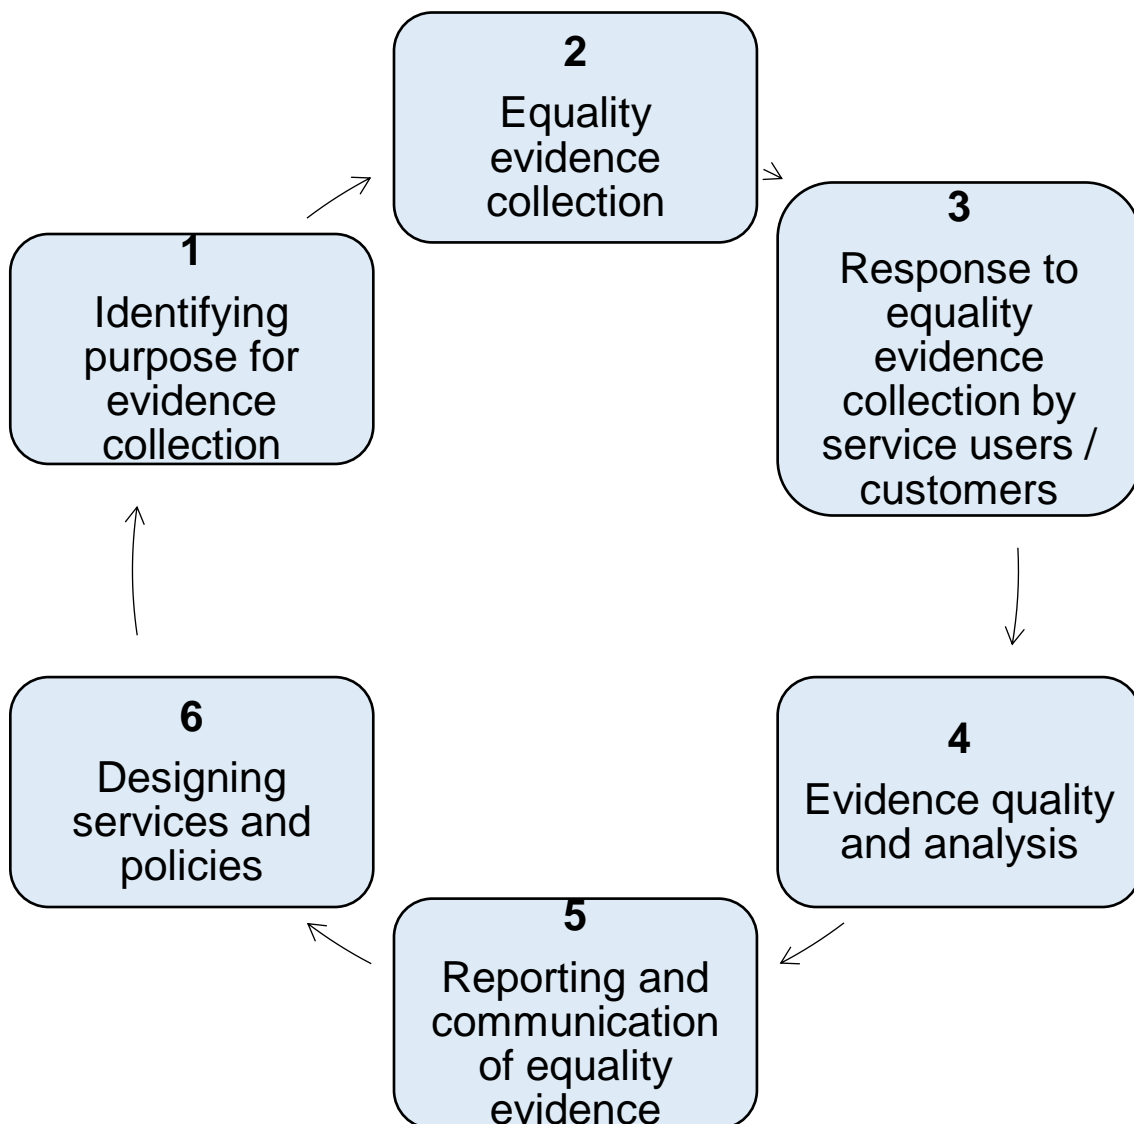 1
Identifying
purpose for
evidence
collection
2
Equality
evidence
collection
3
Response to
equality
evidence
collection by
service users /
customers
4
Evidence quality
and analysis
5
Reporting and
communication
of equality
evidence
6
Designing
services and
policies